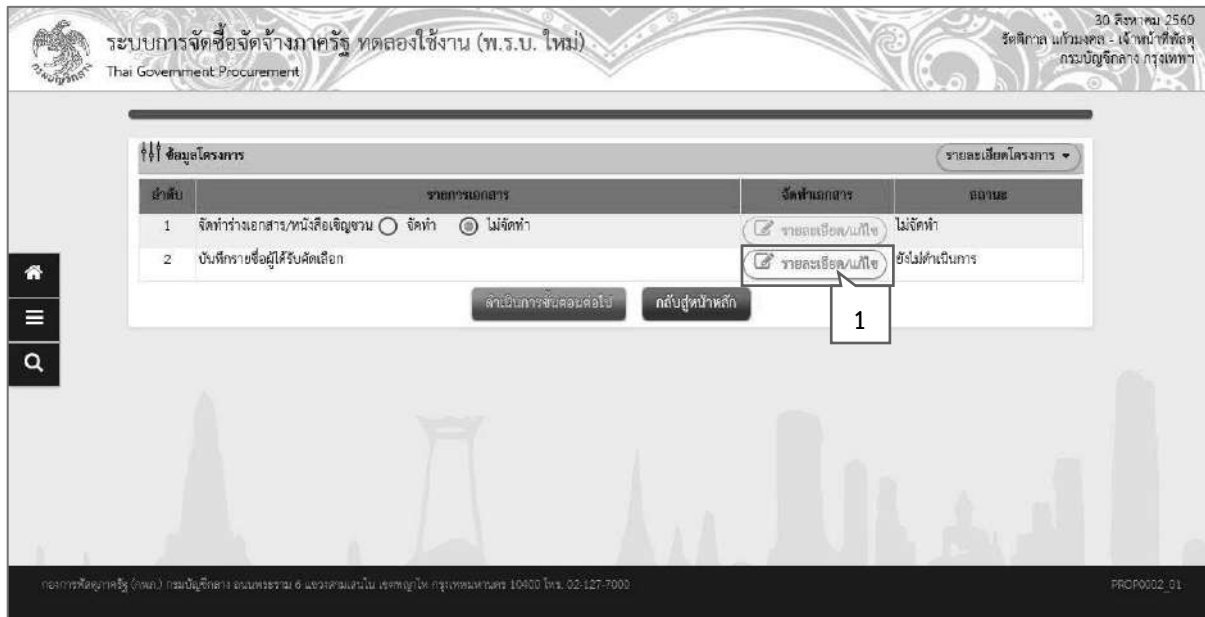 30 สิงหาคม 2560
ระบบการจัดซื้อจัดจ้างภาครัฐ ทดลองใช้งาน (พ.ร.บ. ใหม่)
รัตติกาล แก้วมงคล - เจ้าหน้าที่พัสดุ
Thai Government Procurement
กรมบัญชีกลาง กรุงเทพฯ
ข้อมูลโครงการ
รายละเอียดโครงการ
ลำดับ รายการเอกสาร จัดทำเอกสาร สถานะ
1 จัดทำร่างเอกสาร/หนังสือเชิญชวน จัดทำ ไม่จัดทำ รายละเอียด/แก้ไข ไม่จัดทำ
2 บันทึกรายชื่อผู้ได้รับคัดเลือก รายละเอียด/แก้ไข ยังไม่ดำเนินการ
ดำเนินการขั้นตอนต่อไป กลับสู่หน้าหลัก
1
กองการพัสดุภาครัฐ (กพภ.) กรมบัญชีกลาง ถนนพระราม 6 แขวงสามเสนใน เขตพญาไท กรุงเทพมหานคร 10400 โทร. 02-127-7000
PROP0002_01